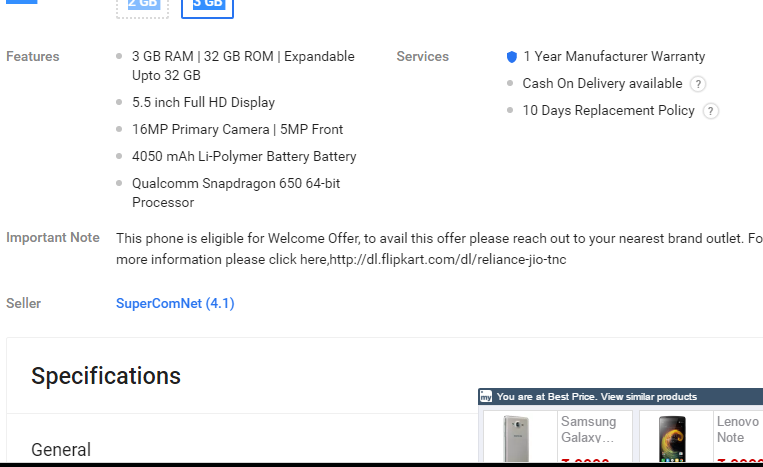 2 GB 3 GB
Features
3 GB RAM | 32 GB ROM | Expandable
Upto 32 GB
5.5 inch Full HD Display
16MP Primary Camera | 5MP Front
4050 mAh Li-Polymer Battery Battery
Qualcomm Snapdragon 650 64-bit
Processor
Services
1 Year Manufacturer Warranty
Cash On Delivery available ?
10 Days Replacement Policy ?
Important Note
This phone is eligible for Welcome Offer, to avail this offer please reach out to your nearest brand outlet. Fo
more information please click here,http://dl.flipkart.com/dl/reliance-jio-tnc
Seller
SuperComNet (4.1)
Specifications
General
my You are at Best Price. View similar products
Samsung
Galaxy...
Lenovo
Note